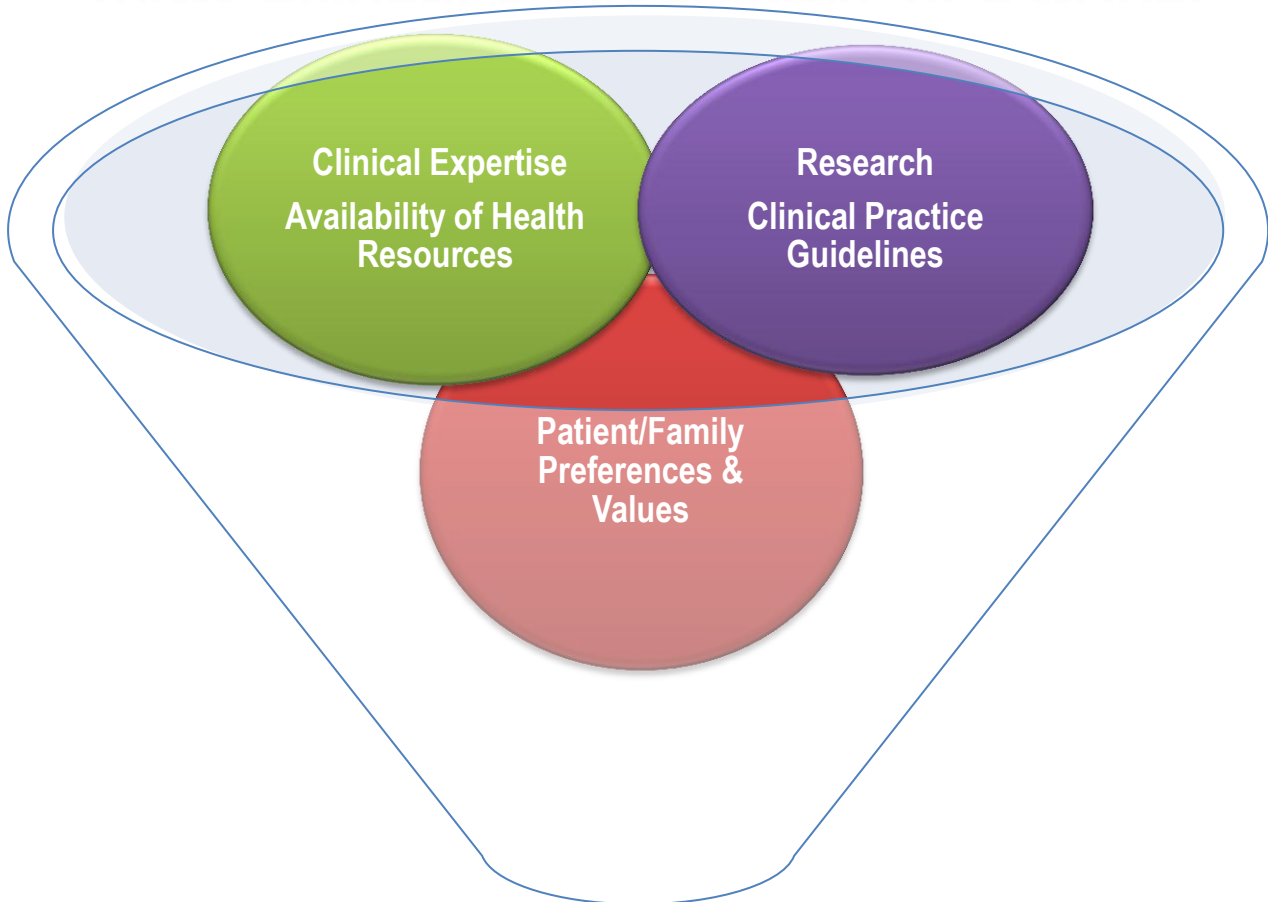 Clinical Expertise
Availability of Health
Resources
Research
Clinical Practice
Guidelines
Patient/Family
Preferences &
Values